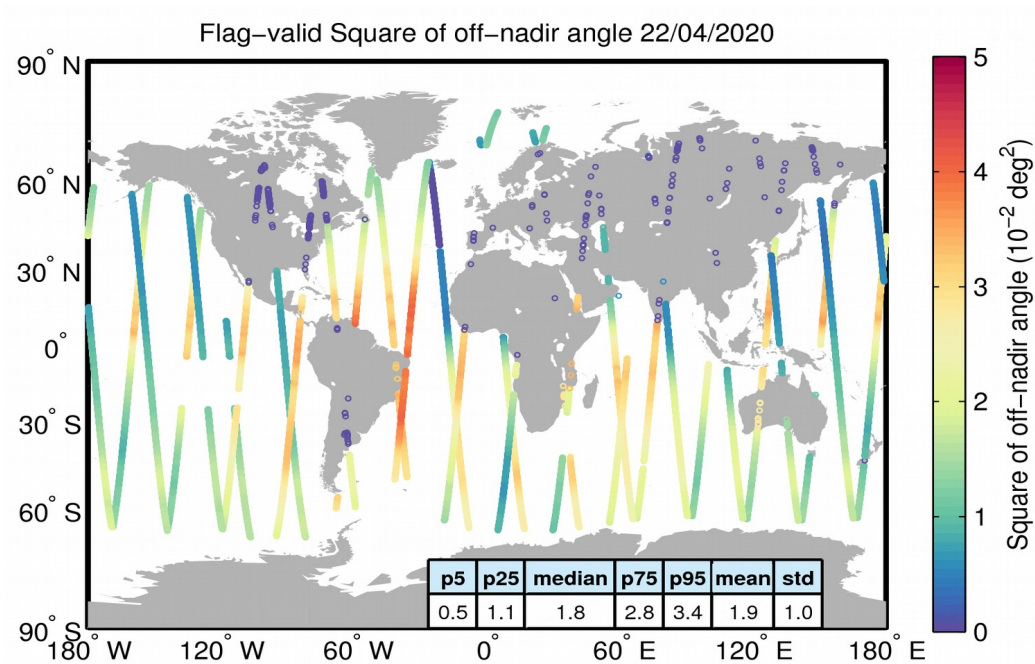 Flag−valid Square of off−nadir angle 22/04/2020
90° N
60° N
30° N
0°
30° S
60° S
90° S
180° W 120° W 60° W 0° 60° E 120° E 180° E
p5 p25 median p75 p95 mean std
0.5 1.1 1.8 2.8 3.4 1.9 1.0
5
4
3
2
1
0
Square of off−nadir angle (10⁻² deg²)